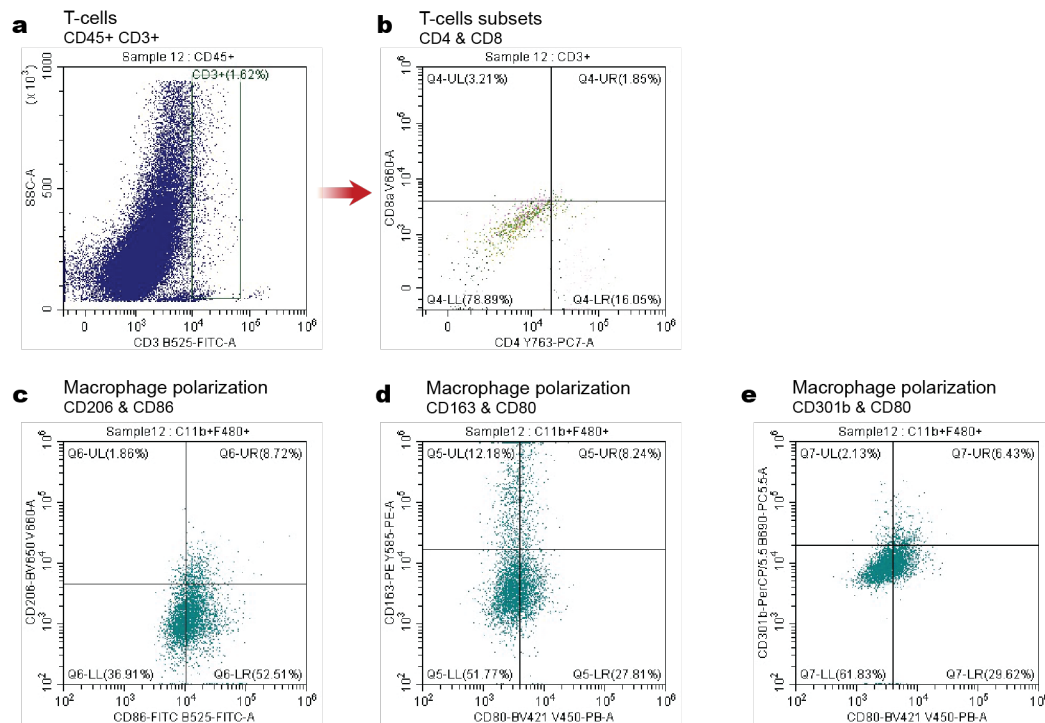 a
T-cells
CD45+ CD3+
Sample 12 : CD45+
CD3+(1.62%)
(x 10³)
1000
500
0
SSC-A
0 10³ 10⁴ 10⁵ 10⁶
CD3 B525-FITC-A
b
T-cells subsets
CD4 & CD8
Sample 12 : CD3+
Q4-UL(3.21%) Q4-UR(1.85%)
10⁶
10⁵
10⁴
10³
0
CD8a V660-A
Q4-LL(78.89%) Q4-LR(16.05%)
0 10⁴ 10⁵ 10⁶
CD4 Y763-PC7-A
c
Macrophage polarization
CD206 & CD86
Sample12 : C11b+F480+
Q6-UL(1.86%) Q6-UR(8.72%)
10⁶
10⁵
10⁴
10³
10²
CD206-BV650 V660-A
Q6-LL(36.91%) Q6-LR(52.51%)
10² 10³ 10⁴ 10⁵ 10⁶
CD86-FITC B525-FITC-A
d
Macrophage polarization
CD163 & CD80
Sample12 : C11b+F480+
Q5-UL(12.18%) Q5-UR(8.24%)
10⁶
10⁵
10⁴
10³
10²
CD163-PE Y585-PE-A
Q5-LL(51.77%) Q5-LR(27.81%)
10² 10³ 10⁴ 10⁵ 10⁶
CD80-BV421 V450-PB-A
e
Macrophage polarization
CD301b & CD80
Sample12 : C11b+F480+
Q7-UL(2.13%) Q7-UR(6.43%)
10⁶
10⁵
10⁴
10³
10²
CD301b-PerCP/5.5 B690-PC5.5-A
Q7-LL(61.83%) Q7-LR(29.62%)
10² 10³ 10⁴ 10⁵ 10⁶
CD80-BV421 V450-PB-A